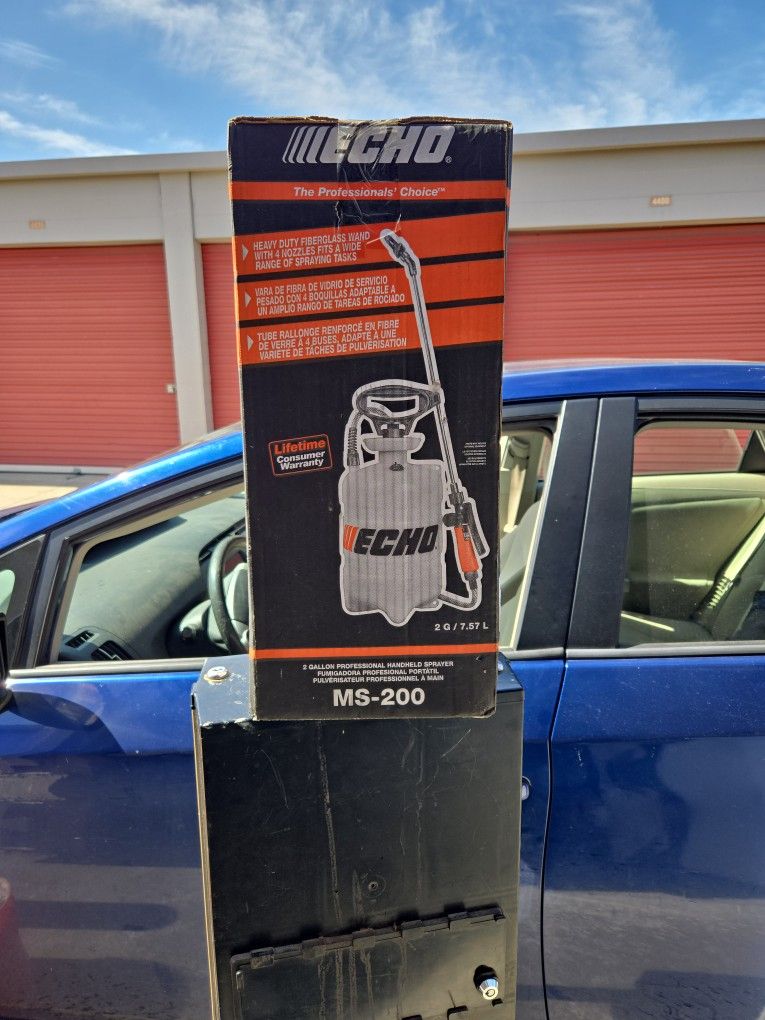 ECHO®
The Professionals' Choice™
HEAVY DUTY FIBERGLASS WAND
WITH 4 NOZZLES FITS A WIDE
RANGE OF SPRAYING TASKS
VARA DE FIBRA DE VIDRIO DE SERVICIO
PESADO CON 4 BOQUILLAS ADAPTABLE A
UN AMPLIO RANGO DE TAREAS DE ROCIADO
TUBE RALLONGE RENFORCÉ EN FIBRE
DE VERRE À 4 BUSES, ADAPTÉ À UNE
VARIÉTÉ DE TÂCHES DE PULVÉRISATION
Lifetime
Consumer
Warranty
ECHO
2 G / 7.57 L
2 GALLON PROFESSIONAL HANDHELD SPRAYER
FUMIGADORA PROFESIONAL PORTÁTIL
PULVÉRISATEUR PROFESSIONNEL À MAIN
MS-200